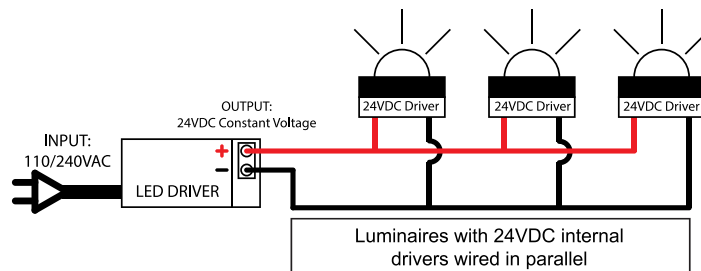 OUTPUT:
24VDC Constant Voltage
24VDC Driver
24VDC Driver
24VDC Driver
INPUT:
110/240VAC
+
−
LED DRIVER
Luminaires with 24VDC internal
drivers wired in parallel